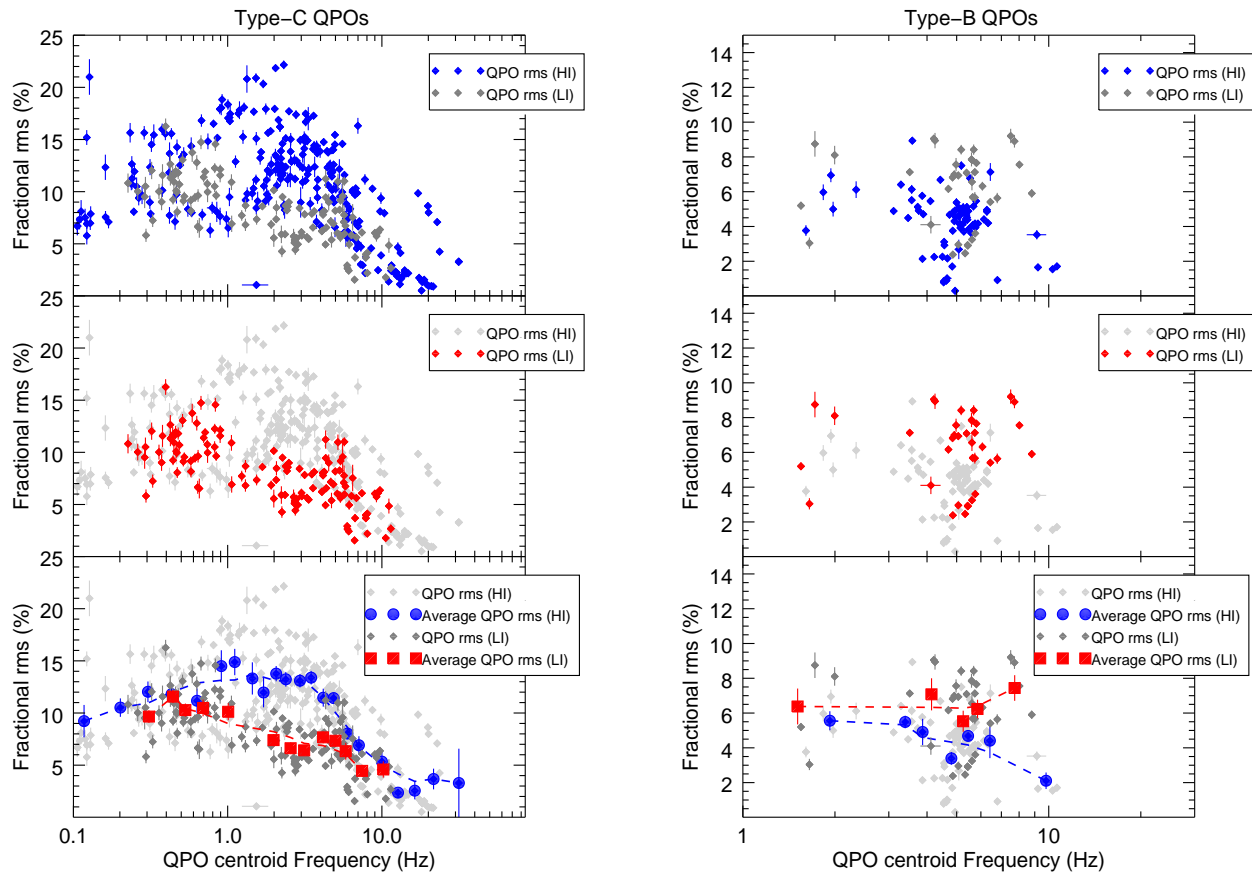 Type−C QPOs
Type−B QPOs
25
20
15
10
5
Fractional rms (%)
QPO rms (HI)
QPO rms (LI)
14
12
10
8
6
4
2
Fractional rms (%)
QPO rms (HI)
QPO rms (LI)
25
20
15
10
5
Fractional rms (%)
QPO rms (HI)
QPO rms (LI)
14
12
10
8
6
4
2
Fractional rms (%)
QPO rms (HI)
QPO rms (LI)
25
20
15
10
5
Fractional rms (%)
QPO rms (HI)
Average QPO rms (HI)
QPO rms (LI)
Average QPO rms (LI)
0.1
1.0
10.0
QPO centroid Frequency (Hz)
14
12
10
8
6
4
2
Fractional rms (%)
QPO rms (HI)
Average QPO rms (HI)
QPO rms (LI)
Average QPO rms (LI)
1
10
QPO centroid Frequency (Hz)